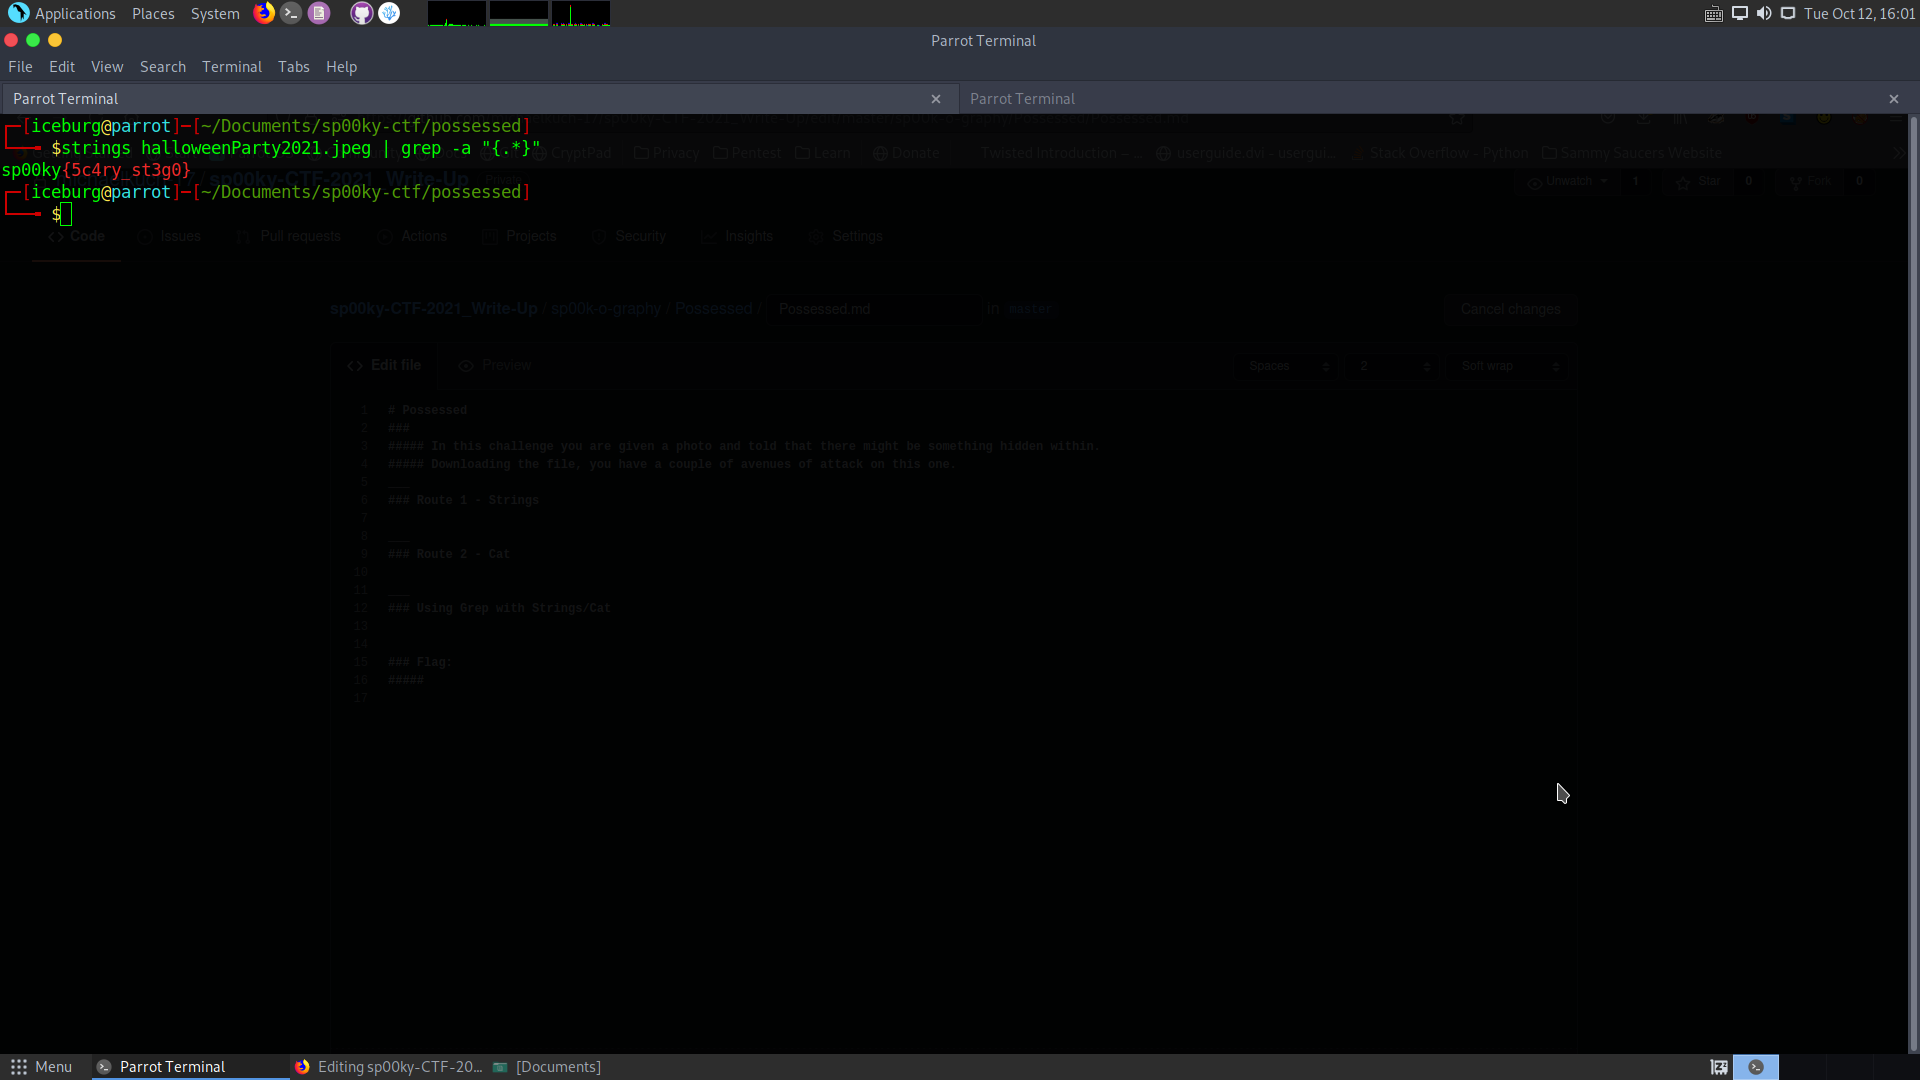 Applications Places System Tue Oct 12, 16:01
Parrot Terminal
File Edit View Search Terminal Tabs Help
Parrot Terminal × Parrot Terminal ×
[iceburg@parrot]─[~/Documents/sp00ky-ctf/possessed]
$strings halloweenParty2021.jpeg | grep -a "{.*}"
CryptPad Privacy Pentest Learn Donate Twisted Introduction –... userguide.dvi - usergui... Stack Overflow - Python Sammy Saucers Website
sp00ky{5c4ry_st3g0}
sp00ky-CTF-2021_Write-Up Private Unwatch 1 Star 0 Fork 0
[iceburg@parrot]─[~/Documents/sp00ky-ctf/possessed]
$
Code Issues Pull requests Actions Projects Security Insights Settings
sp00ky-CTF-2021_Write-Up / sp00k-o-graphy / Possessed / Possessed.md in master Cancel changes
Edit file Preview Spaces 2 Soft wrap
1 # Possessed
2 ###
3 ##### In this challenge you are given a photo and told that there might be something hidden within.
4 ##### Downloading the file, you have a couple of avenues of attack on this one.
5 ___
6 ### Route 1 - Strings
7
8 ___
9 ### Route 2 - Cat
10
11 ___
12 ### Using Grep with Strings/Cat
13
14
15 ### Flag:
16 #####
17
Menu Parrot Terminal Editing sp00ky-CTF-20... [Documents]